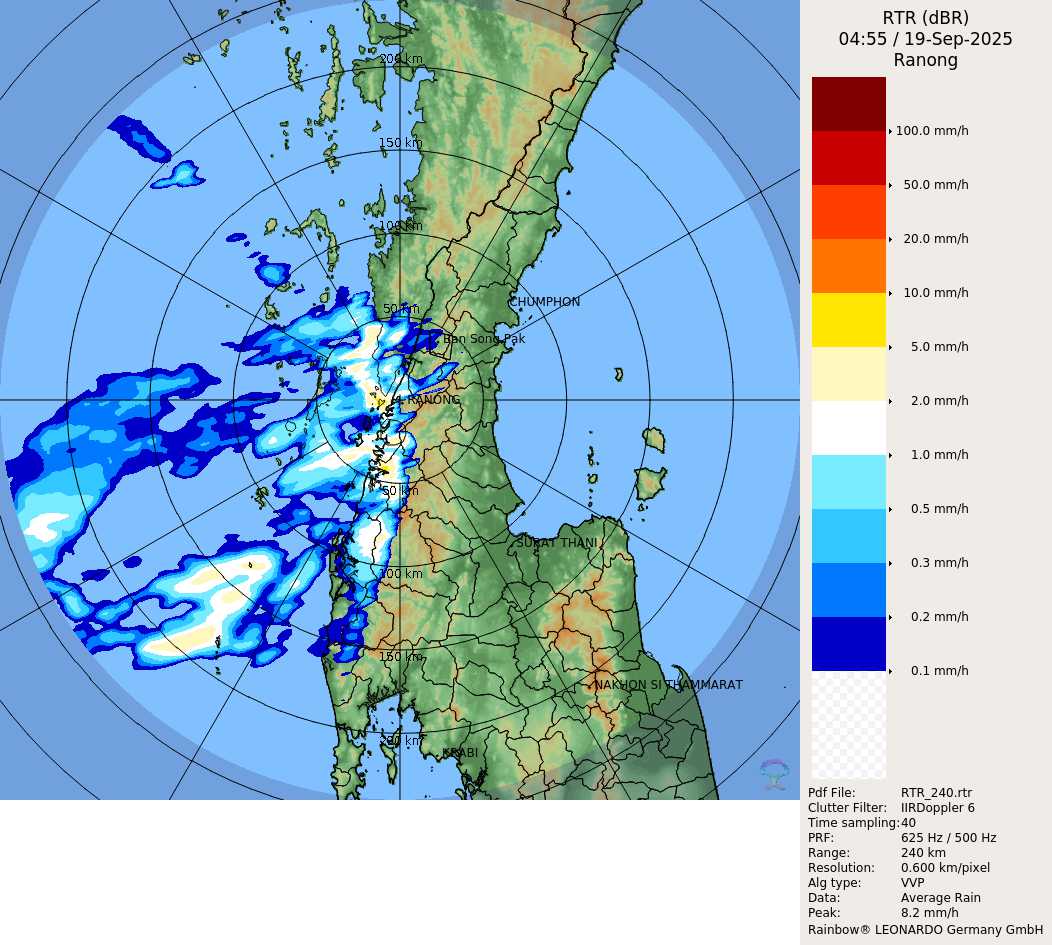 200 km
150 km
100 km
CHUMPHON
50 km
Ban Song Pak
RANONG
50 km
SURAT THANI
100 km
150 km
NAKHON SI THAMMARAT
200 km
KRABI
RTR (dBR)
04:55 / 19-Sep-2025
Ranong
100.0 mm/h
50.0 mm/h
20.0 mm/h
10.0 mm/h
5.0 mm/h
2.0 mm/h
1.0 mm/h
0.5 mm/h
0.3 mm/h
0.2 mm/h
0.1 mm/h
Pdf File: RTR_240.rtr
Clutter Filter: IIRDoppler 6
Time sampling:40
PRF: 625 Hz / 500 Hz
Range: 240 km
Resolution: 0.600 km/pixel
Alg type: VVP
Data: Average Rain
Peak: 8.2 mm/h
Rainbow® LEONARDO Germany GmbH